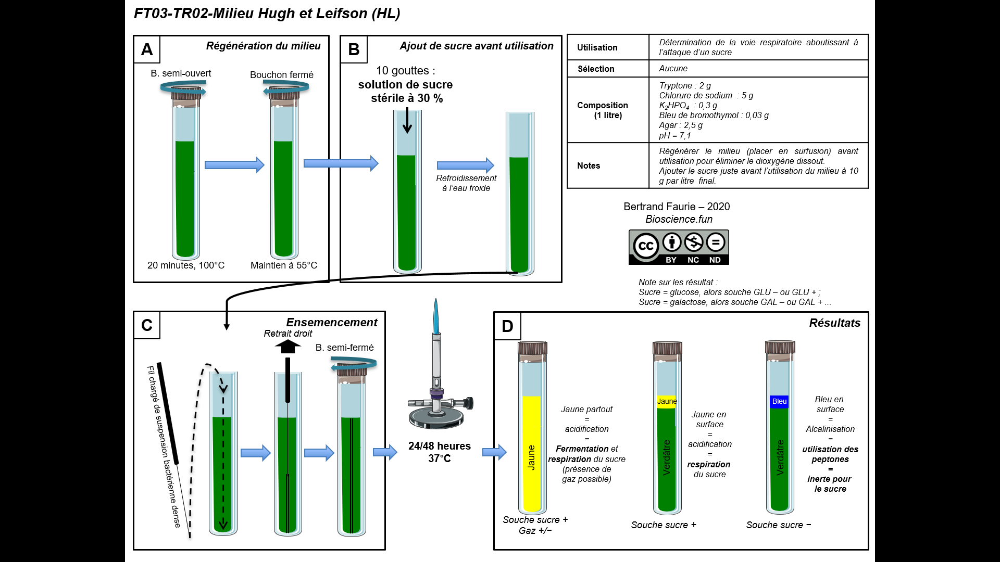 FT03-TR02-Milieu Hugh et Leifson (HL)
A
Régénération du milieu
B. semi-ouvert
Bouchon fermé
20 minutes, 100°C
Maintien à 55°C
B
Ajout de sucre avant utilisation
10 gouttes :
solution de sucre
stérile à 30 %
Refroidissement
à l'eau froide
Utilisation
Détermination de la voie respiratoire aboutissant à
l'attaque d'un sucre
Sélection
Aucune
Composition
(1 litre)
Tryptone : 2 g
Chlorure de sodium : 5 g
K2HPO4 : 0,3 g
Bleu de bromothymol : 0,03 g
Agar : 2,5 g
pH = 7,1
Notes
Régénérer le milieu (placer en surfusion) avant
utilisation pour éliminer le dioxygène dissout.
Ajouter le sucre juste avant l'utilisation du milieu à 10
g par litre final.
Bertrand Faurie – 2020
Bioscience.fun
cc
BY NC ND
Note sur les résultat :
Sucre = glucose, alors souche GLU – ou GLU + ;
Sucre = galactose, alors souche GAL – ou GAL + ...
C
Ensemencement
Retrait droit
B. semi-fermé
Fil chargé de suspension bactérienne dense
24/48 heures
37°C
D
Résultats
Jaune
Jaune partout
=
acidification
=
Fermentation et
respiration du sucre
(présence de
gaz possible)
Souche sucre +
Gaz +/−
Jaune
Verdâtre
Jaune en
surface
=
acidification
=
respiration
du sucre
Souche sucre +
Bleu
Verdâtre
Bleu en
surface
=
Alcalinisation
=
utilisation des
peptones
=
inerte pour
le sucre
Souche sucre −